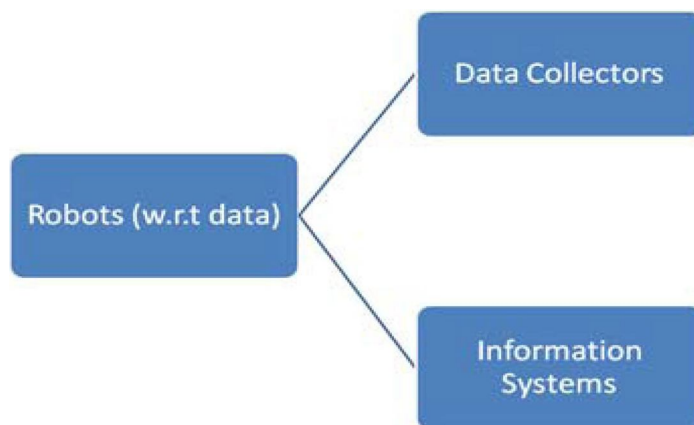 Data Collectors
Robots (w.r.t data)
Information
Systems